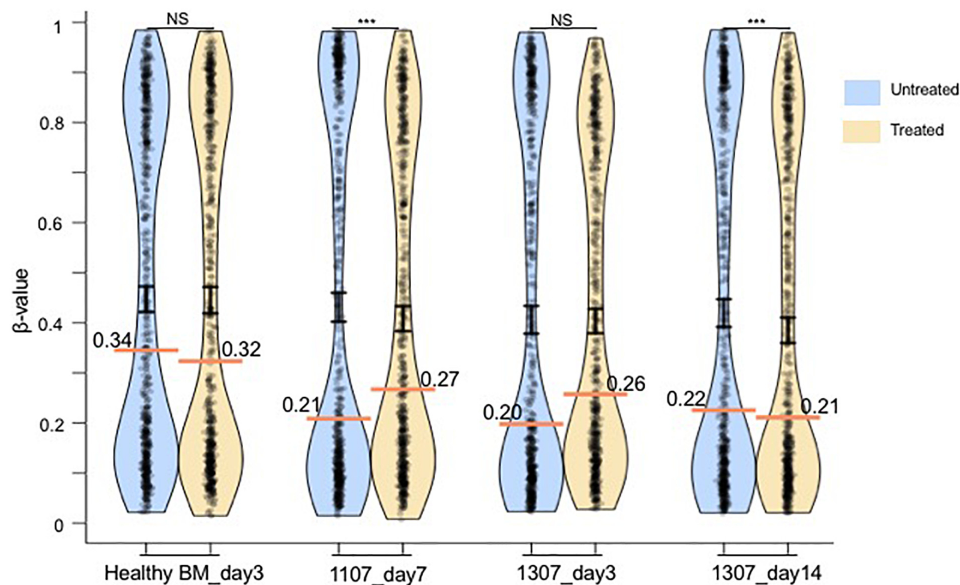 NS
***
NS
***
1
0.8
0.6
0.4
0.2
0
β-value
0.34
0.32
0.21
0.27
0.20
0.26
0.22
0.21
Untreated
Treated
Healthy BM_day3
1107_day7
1307_day3
1307_day14